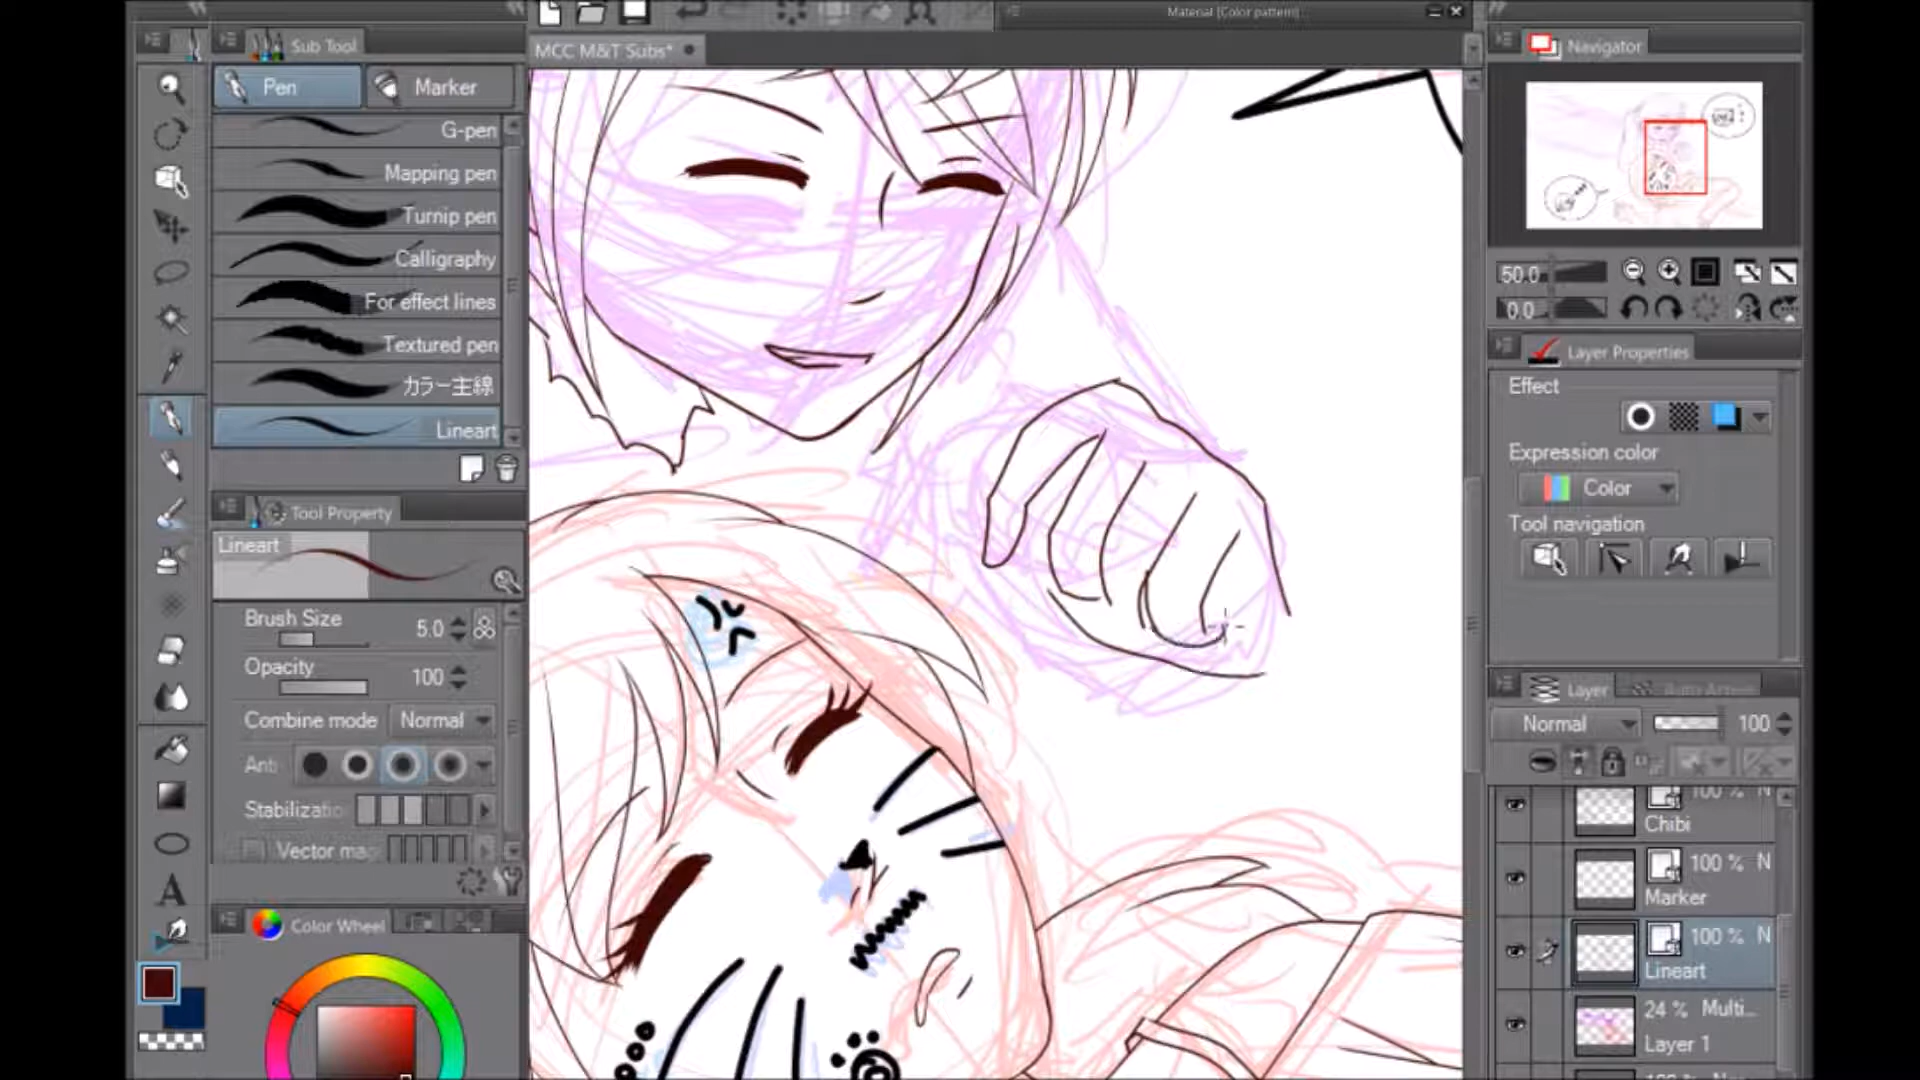 Material [Color pattern]
Sub Tool
MCC M&T Subs*
Navigator
Pen
Marker
G-pen
Mapping pen
Turnip pen
Calligraphy
For effect lines
Textured pen
カラー主線
Lineart
Tool Property
Lineart
Brush Size
5.0
Opacity
100
Combine mode
Normal
Anti
Stabilizatio
Vector mag
Color Wheel
50.0
0.0
Layer Properties
Effect
Expression color
Color
Tool navigation
Layer
Normal
100
100 % N
Chibi
100 % N
Marker
100 % N
Lineart
24 % Multi...
Layer 1